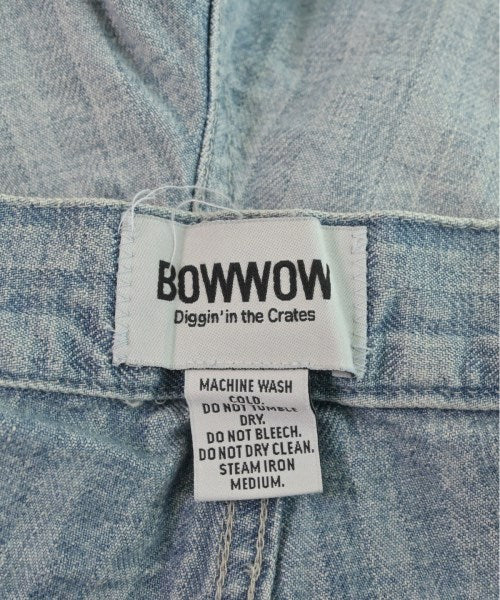 BOWWOW
Diggin' in the Crates
MACHINE WASH
COLD.
DO NOT TUMBLE
DRY.
DO NOT BLEECH.
DO NOT DRY CLEAN.
STEAM IRON
MEDIUM.